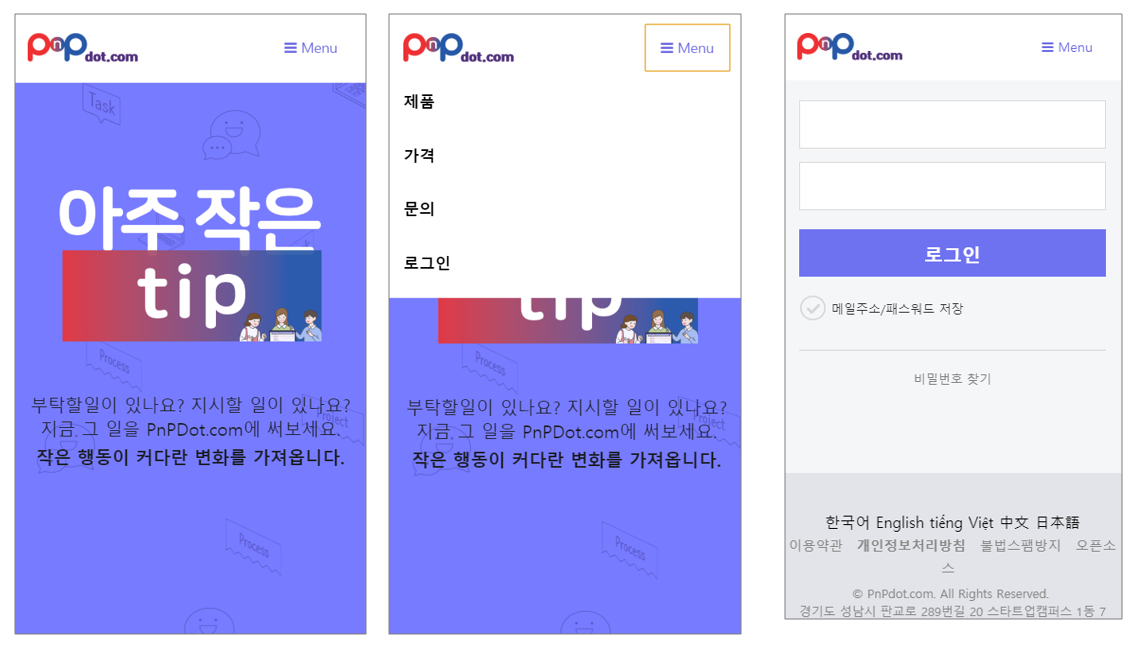 PnP dot.com
≡ Menu
Task
아주 작은
tip
Process
부탁할일이 있나요? 지시할 일이 있나요?
Project
지금. 그 일을 PnPDot.com에 써보세요.
작은 행동이 커다란 변화를 가져옵니다.
Process
PnP dot.com
≡ Menu
제품
가격
문의
로그인
tip
Process
부탁할일이 있나요? 지시할 일이 있나요?
Project
지금. 그 일을 PnPDot.com에 써보세요.
작은 행동이 커다란 변화를 가져옵니다.
Process
PnP dot.com
≡ Menu
로그인
메일주소/패스워드 저장
비밀번호 찾기
한국어 English tiếng Việt 中文 日本語
이용약관 개인정보처리방침 불법스팸방지 오픈소
스
© PnPdot.com. All Rights Reserved.
경기도 성남시 판교로 289번길 20 스타트업캠퍼스 1동 7